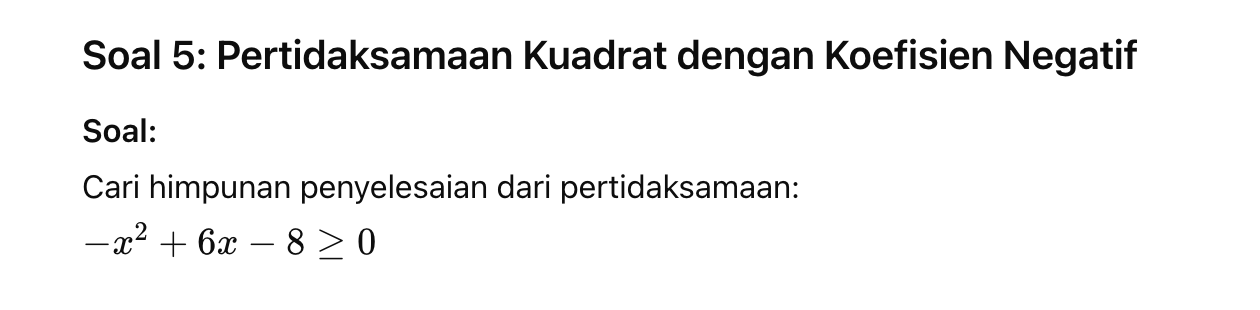 Soal 5: Pertidaksamaan Kuadrat dengan Koefisien Negatif
Soal:
Cari himpunan penyelesaian dari pertidaksamaan:
−x² + 6x − 8 ≥ 0